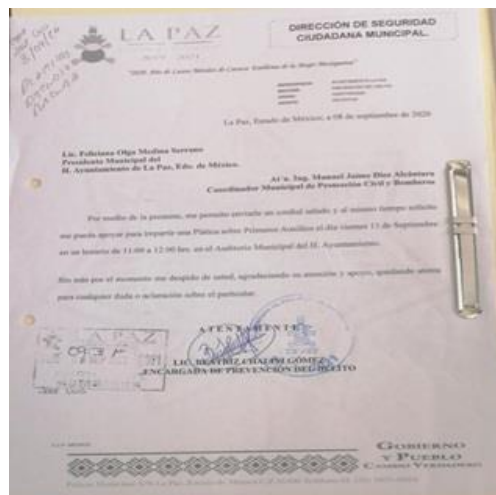 LA PAZ
DIRECCIÓN DE SEGURIDAD
CIUDADANA MUNICIPAL.
La Paz, Estado de México, a 08 de septiembre de 2020
Lic. Feliciana Olga Medina Serrano
Presidente Municipal del
H. Ayuntamiento de La Paz, Edo. de México.
At'n. Ing. Manuel Jaime Díez Alcántara
Coordinador Municipal de Protección Civil y Bomberos
Por medio de la presente, me permito enviarle un cordial saludo y al mismo tiempo solicito
me pueda apoyar para impartir una Plática sobre Primeros Auxilios el día viernes 11 de Septiembre
en un horario de 11:00 a 12:00 hrs. en el Auditorio Municipal del H. Ayuntamiento.
Sin más por el momento me despido de usted, agradeciendo su atención y apoyo, quedando atenta
para cualquier duda o aclaración sobre el particular.
ATENTAMENTE
LA PAZ
LIC. BEATRIZ CHALINI GÓMEZ
ENCARGADA DE PREVENCIÓN DEL DELITO
GOBIERNO
Y PUEBLO
CAMBIO VERDADERO